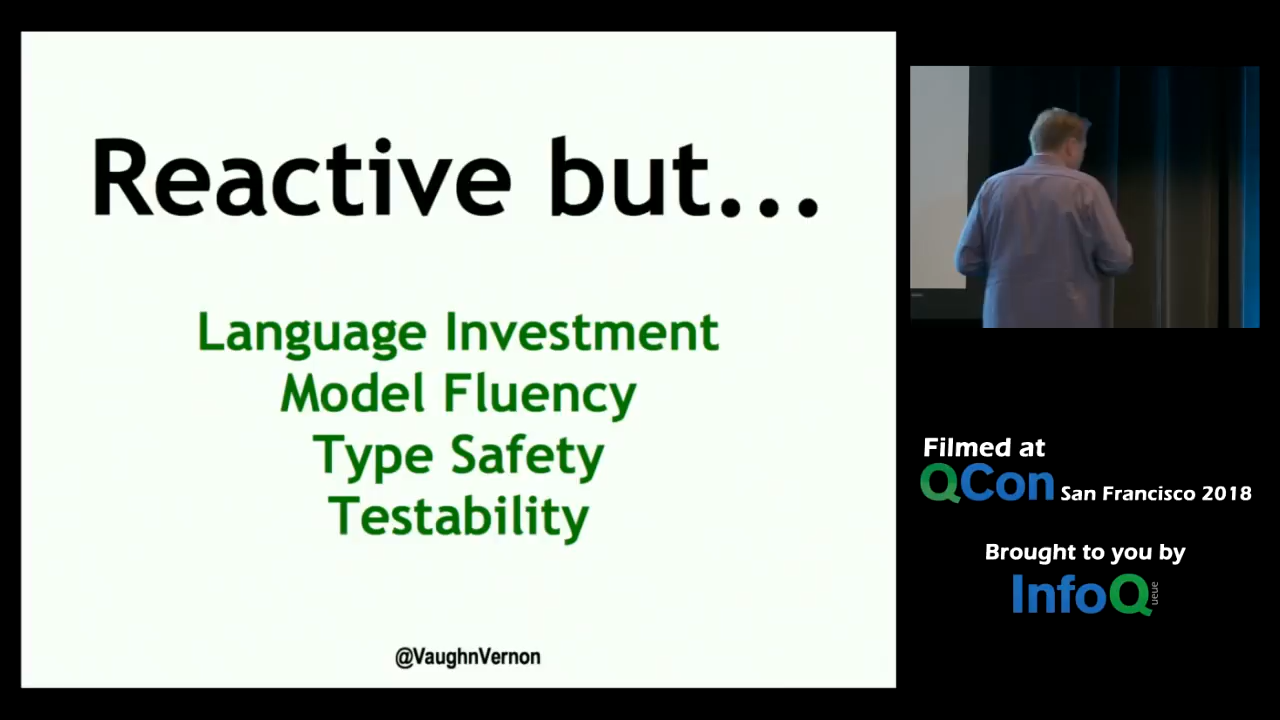 Reactive but...
Language Investment
Model Fluency
Type Safety
Testability
@VaughnVernon
Filmed at
QCon San Francisco 2018
Brought to you by
InfoQ
ueue